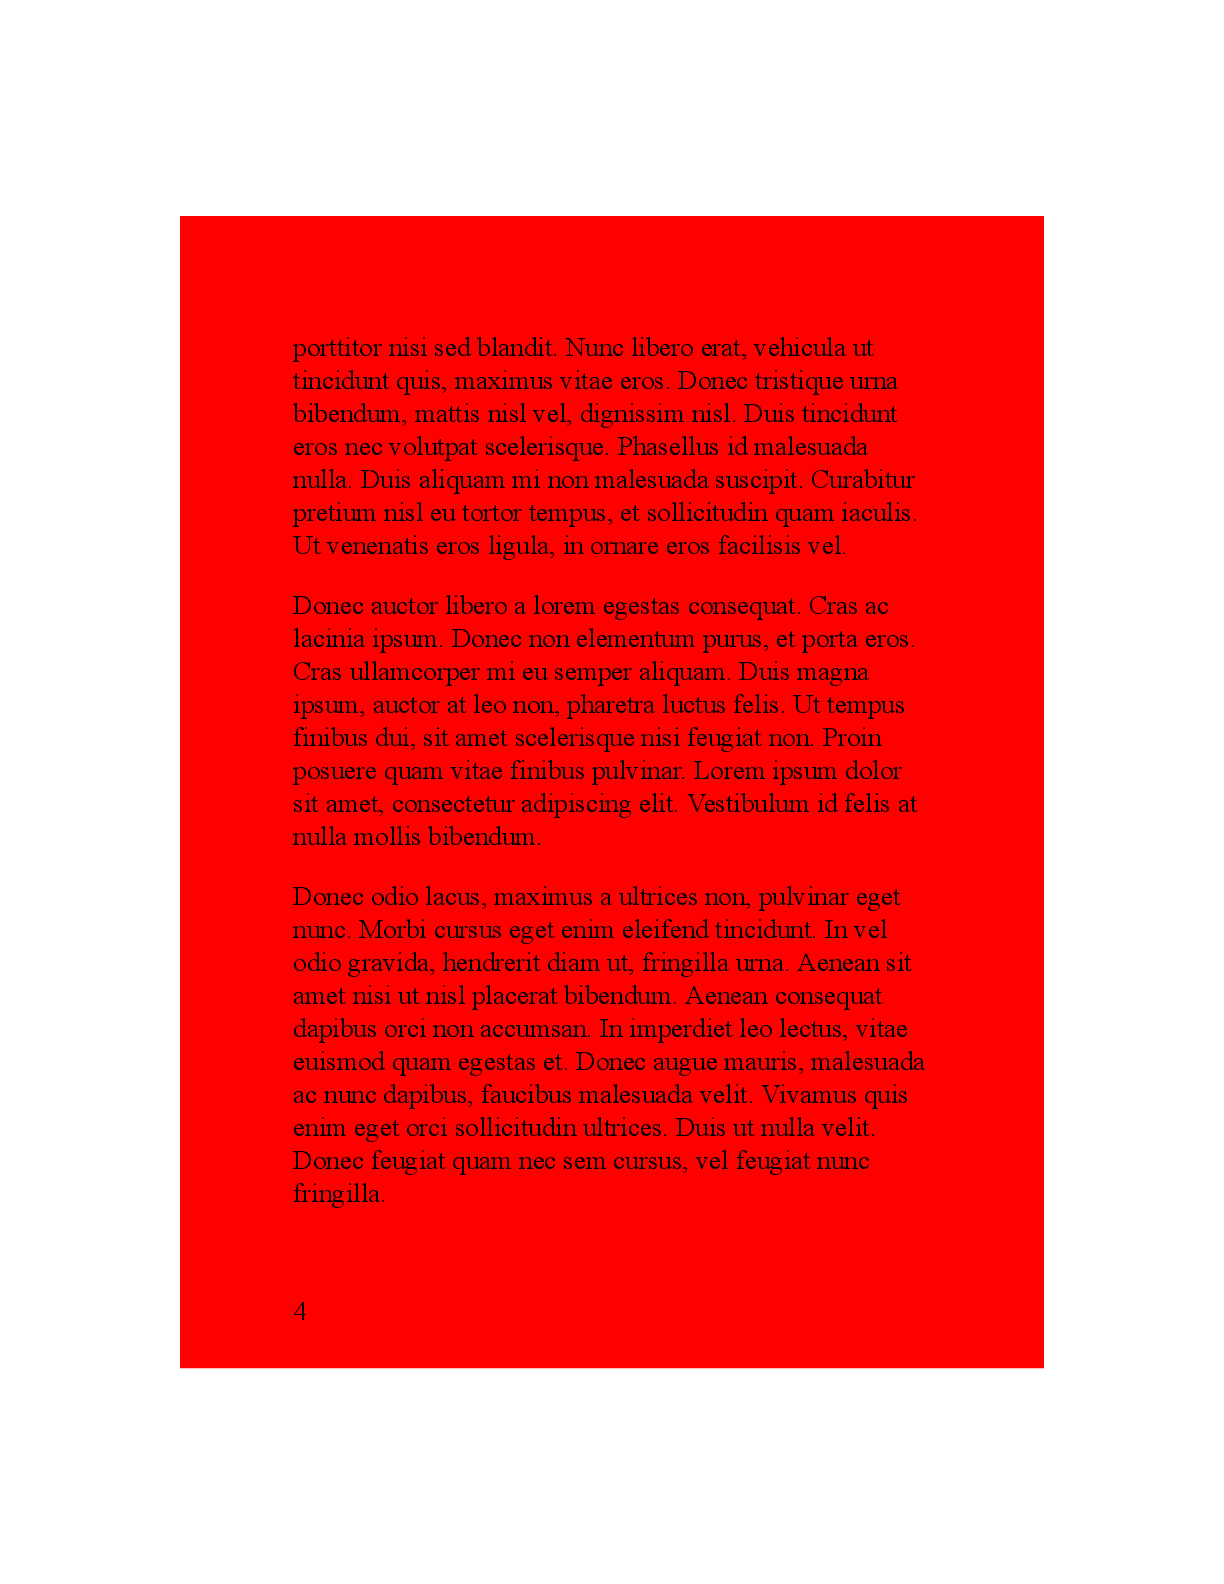 porttitor nisi sed blandit. Nunc libero erat, vehicula ut
tincidunt quis, maximus vitae eros. Donec tristique urna
bibendum, mattis nisl vel, dignissim nisl. Duis tincidunt
eros nec volutpat scelerisque. Phasellus id malesuada
nulla. Duis aliquam mi non malesuada suscipit. Curabitur
pretium nisl eu tortor tempus, et sollicitudin quam iaculis.
Ut venenatis eros ligula, in ornare eros facilisis vel.
Donec auctor libero a lorem egestas consequat. Cras ac
lacinia ipsum. Donec non elementum purus, et porta eros.
Cras ullamcorper mi eu semper aliquam. Duis magna
ipsum, auctor at leo non, pharetra luctus felis. Ut tempus
finibus dui, sit amet scelerisque nisi feugiat non. Proin
posuere quam vitae finibus pulvinar. Lorem ipsum dolor
sit amet, consectetur adipiscing elit. Vestibulum id felis at
nulla mollis bibendum.
Donec odio lacus, maximus a ultrices non, pulvinar eget
nunc. Morbi cursus eget enim eleifend tincidunt. In vel
odio gravida, hendrerit diam ut, fringilla urna. Aenean sit
amet nisi ut nisl placerat bibendum. Aenean consequat
dapibus orci non accumsan. In imperdiet leo lectus, vitae
euismod quam egestas et. Donec augue mauris, malesuada
ac nunc dapibus, faucibus malesuada velit. Vivamus quis
enim eget orci sollicitudin ultrices. Duis ut nulla velit.
Donec feugiat quam nec sem cursus, vel feugiat nunc
fringilla.
4